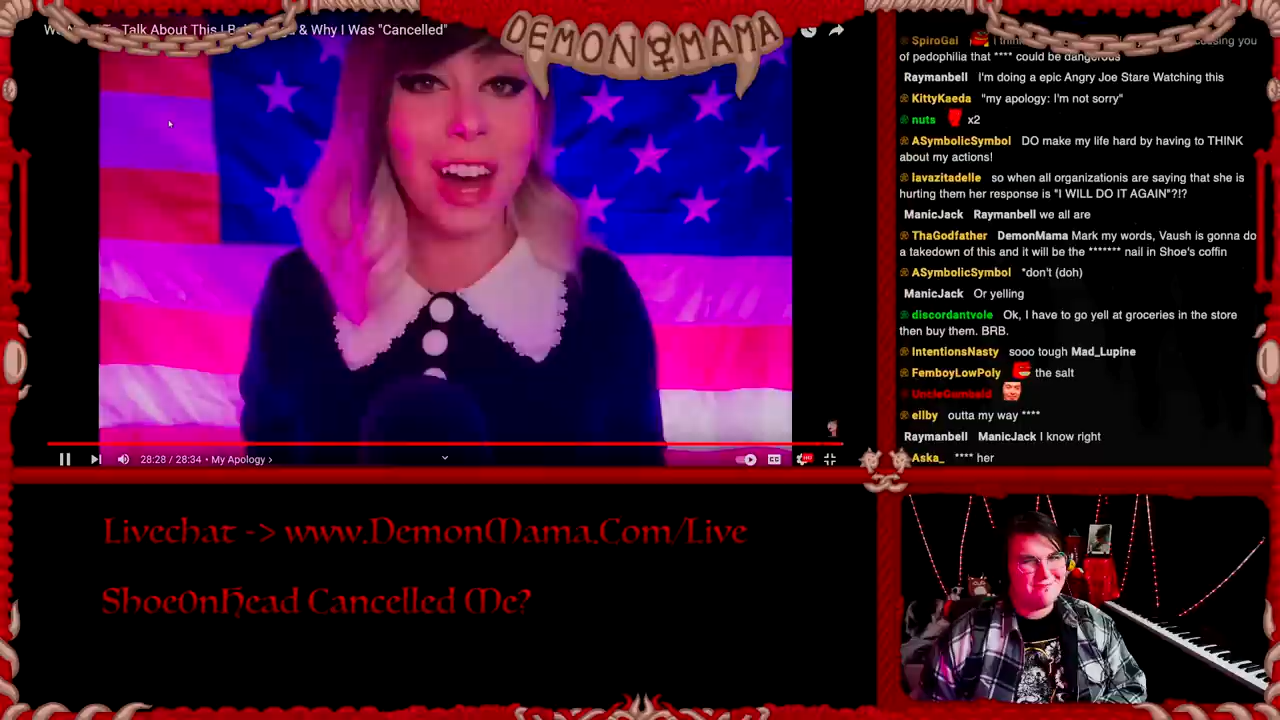 Talk About This |
& Why I Was "Cancelled"
DEMON MAMA
SpiroGal
of pedophilia that **** could be dangerous
Raymanbell I'm doing a epic Angry Joe Stare Watching this
KittyKaeda "my apology: I'm not sorry"
nuts x2
ASymbolicSymbol DO make my life hard by having to THINK
about my actions!
lavazitadelle so when all organizationis are saying that she is
hurting them her response is "I WILL DO IT AGAIN"?!?
ManicJack Raymanbell we all are
ThaGodfather DemonMama Mark my words, Vaush is gonna do
a takedown of this and it will be the ******* nail in Shoe's coffin
ASymbolicSymbol *don't (doh)
ManicJack Or yelling
discordantvole Ok, I have to go yell at groceries in the store
then buy them. BRB.
IntentionsNasty sooo tough Mad_Lupine
FemboyLowPoly the salt
UncleGumbald
ellby outta my way ****
Raymanbell ManicJack I know right
Aska_ **** her
28:28 / 28:34 • My Apology >
CC
HD
Livechat -> www.DemonMama.Com/Live
Shoe0nHead Cancelled Me?